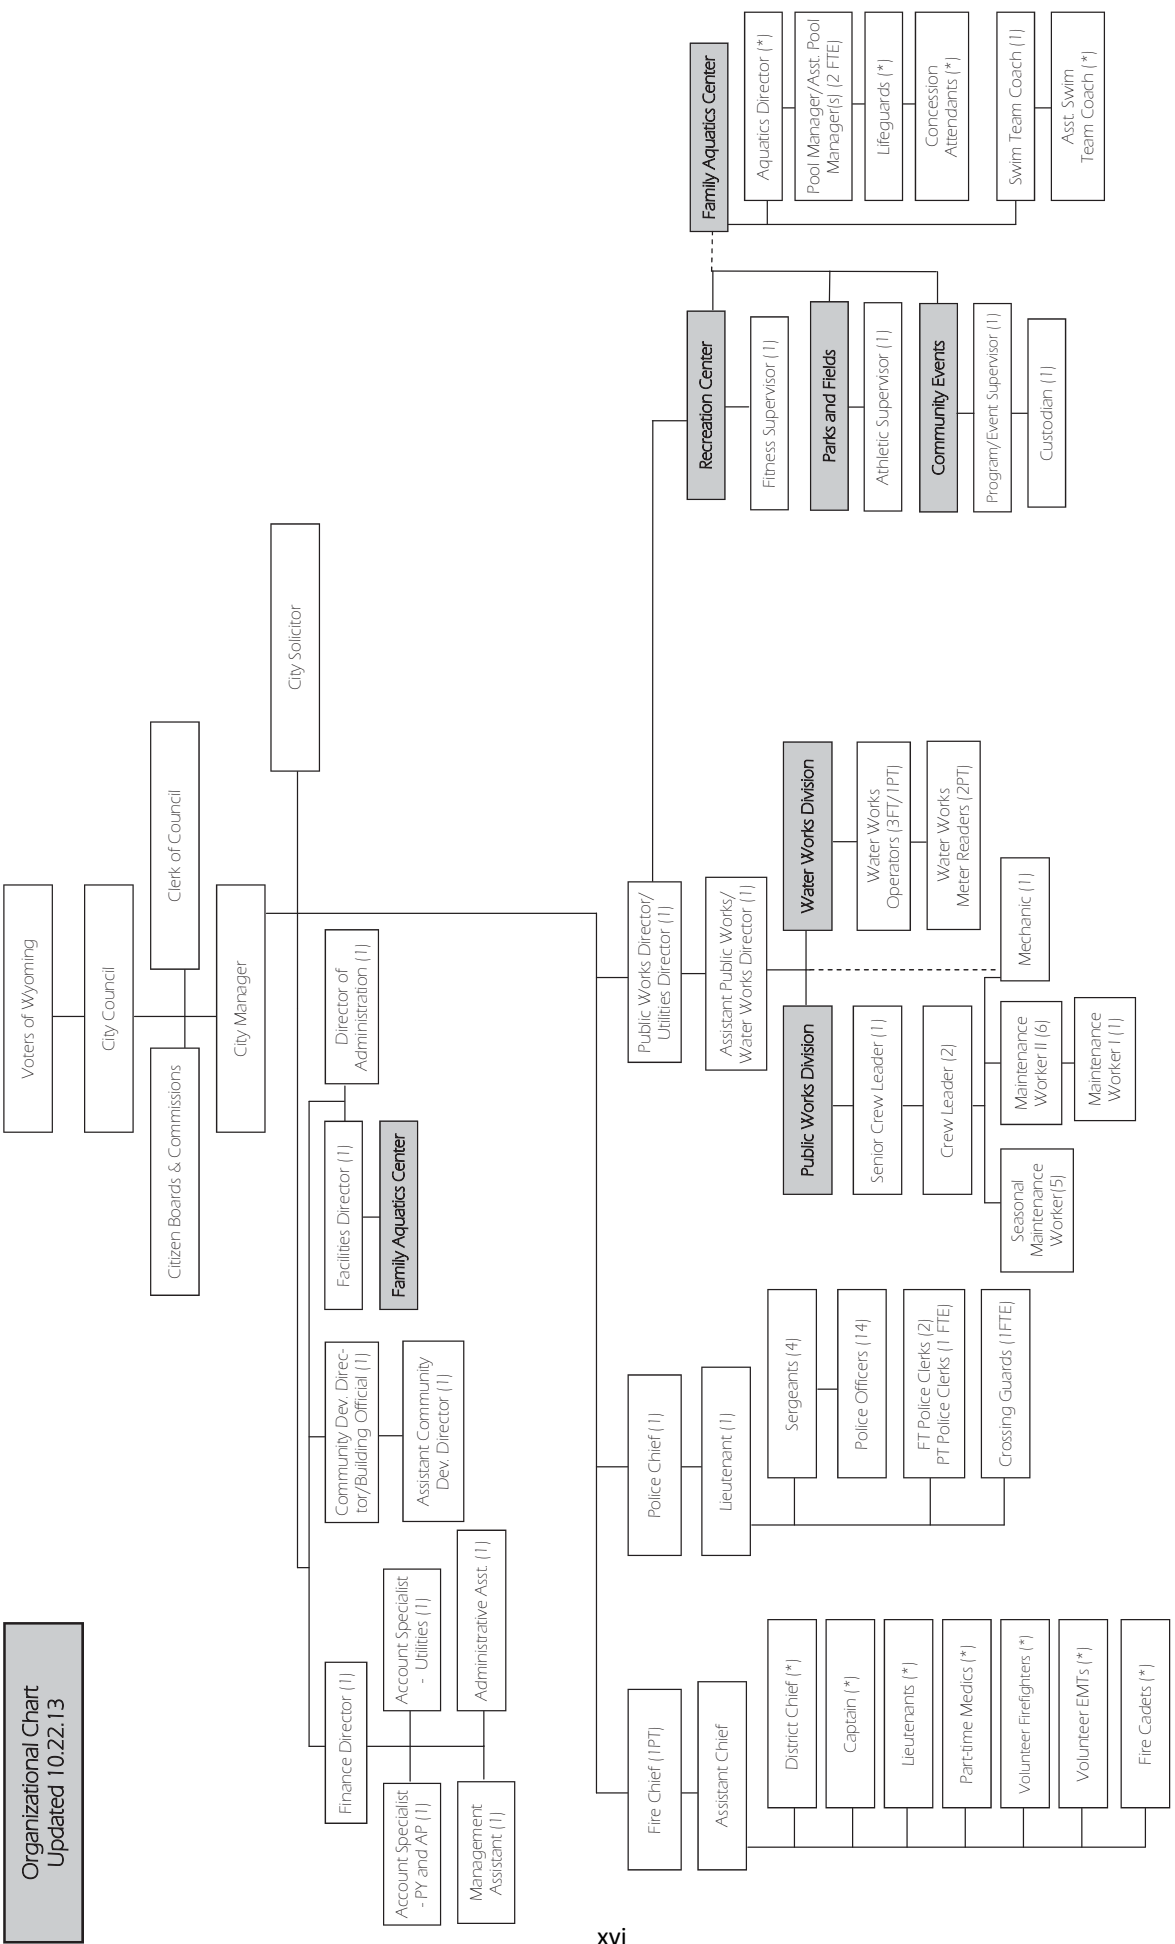 Organizational Chart
Updated 10.22.13
Voters of Wyoming
City Council
Citizen Boards & Commissions
Clerk of Council
City Manager
City Solicitor
Finance Director (1)
Account Specialist
- PY and AP (1)
Account Specialist
- Utilities (1)
Management
Assistant (1)
Administrative Asst. (1)
Community Dev. Direc-
tor/Building Official (1)
Assistant Community
Dev. Director (1)
Facilities Director (1)
Family Aquatics Center
Director of
Administration (1)
Fire Chief (1PT)
Assistant Chief
District Chief (*)
Captain (*)
Lieutenants (*)
Part-time Medics (*)
Volunteer Firefighters (*)
Volunteer EMTs (*)
Fire Cadets (*)
Police Chief (1)
Lieutenant (1)
Sergeants (4)
Police Officers (14)
FT Police Clerks (2)
PT Police Clerks (1 FTE)
Crossing Guards (1FTE)
Public Works Director/
Utilities Director (1)
Assistant Public Works/
Water Works Director (1)
Public Works Division
Senior Crew Leader (1)
Crew Leader (2)
Seasonal
Maintenance
Worker(5)
Maintenance
Worker II (6)
Maintenance
Worker I (1)
Mechanic (1)
Water Works Division
Water Works
Operators (3FT/1PT)
Water Works
Meter Readers (2PT)
Recreation Center
Fitness Supervisor (1)
Parks and Fields
Athletic Supervisor (1)
Community Events
Program/Event Supervisor (1)
Custodian (1)
Family Aquatics Center
Aquatics Director (*)
Pool Manager/Asst. Pool
Manager(s) (2 FTE)
Lifeguards (*)
Concession
Attendants (*)
Swim Team Coach (1)
Asst. Swim
Team Coach (*)
xvi